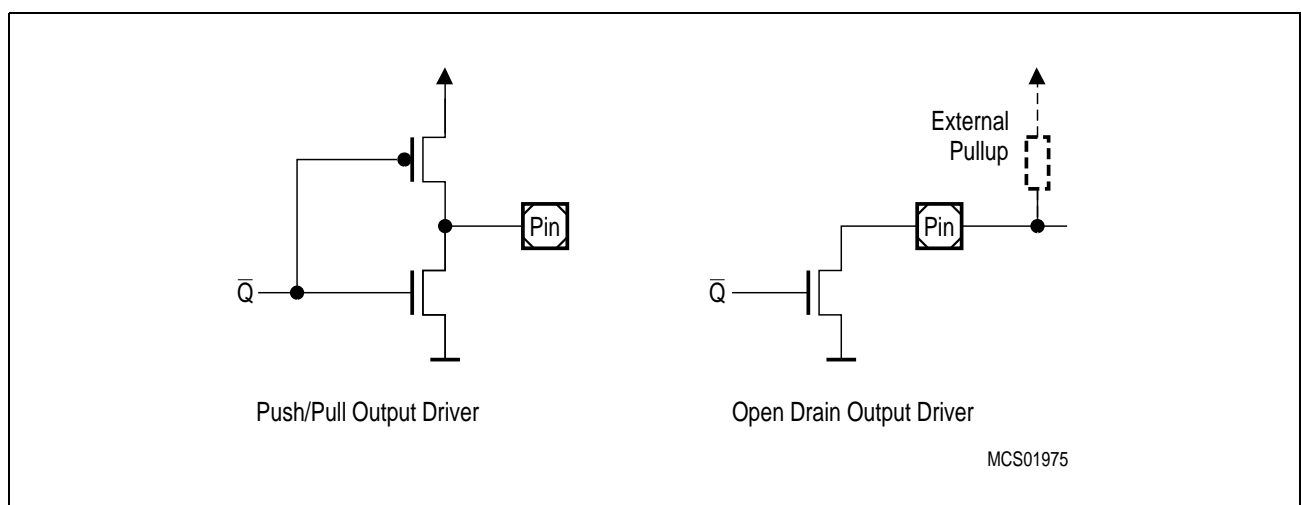 External
Pullup
Pin
Pin
Q̅
Q̅
Push/Pull Output Driver
Open Drain Output Driver
MCS01975